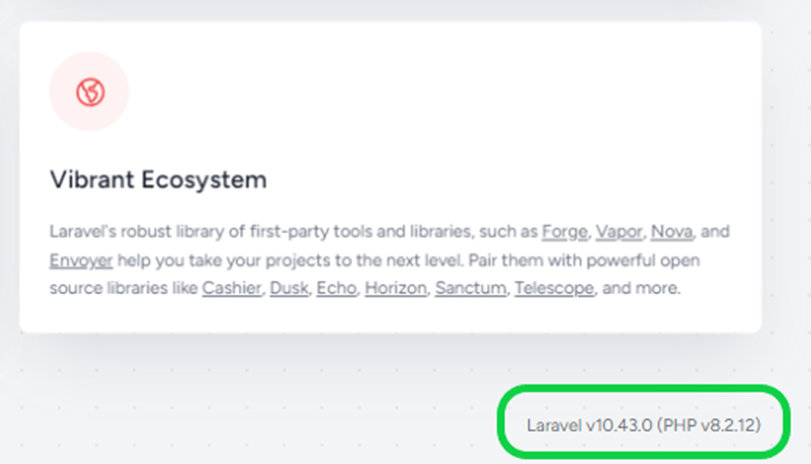 Vibrant Ecosystem
Laravel's robust library of first-party tools and libraries, such as Forge, Vapor, Nova, and
Envoyer help you take your projects to the next level. Pair them with powerful open
source libraries like Cashier, Dusk, Echo, Horizon, Sanctum, Telescope, and more.
Laravel v10.43.0 (PHP v8.2.12)